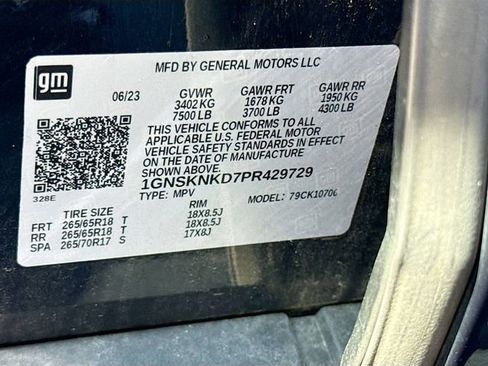 gm
MFD BY GENERAL MOTORS LLC
06/23 GVWR GAWR FRT GAWR RR
3402 KG 1678 KG 1950 KG
7500 LB 3700 LB 4300 LB
THIS VEHICLE CONFORMS TO ALL
APPLICABLE U.S. FEDERAL MOTOR
VEHICLE SAFETY STANDARDS IN
EFFECT ON THE DATE OF
MANUFACTURE SHOWN ABOVE.
1GNSKNKD7PR429729
328E TYPE: MPV MODEL: 79CK10706
TIRE SIZE RIM
FRT 265/65R18 T 18X8.5J
RR 265/65R18 T 18X8.5J
SPA 265/70R17 S 17X8J